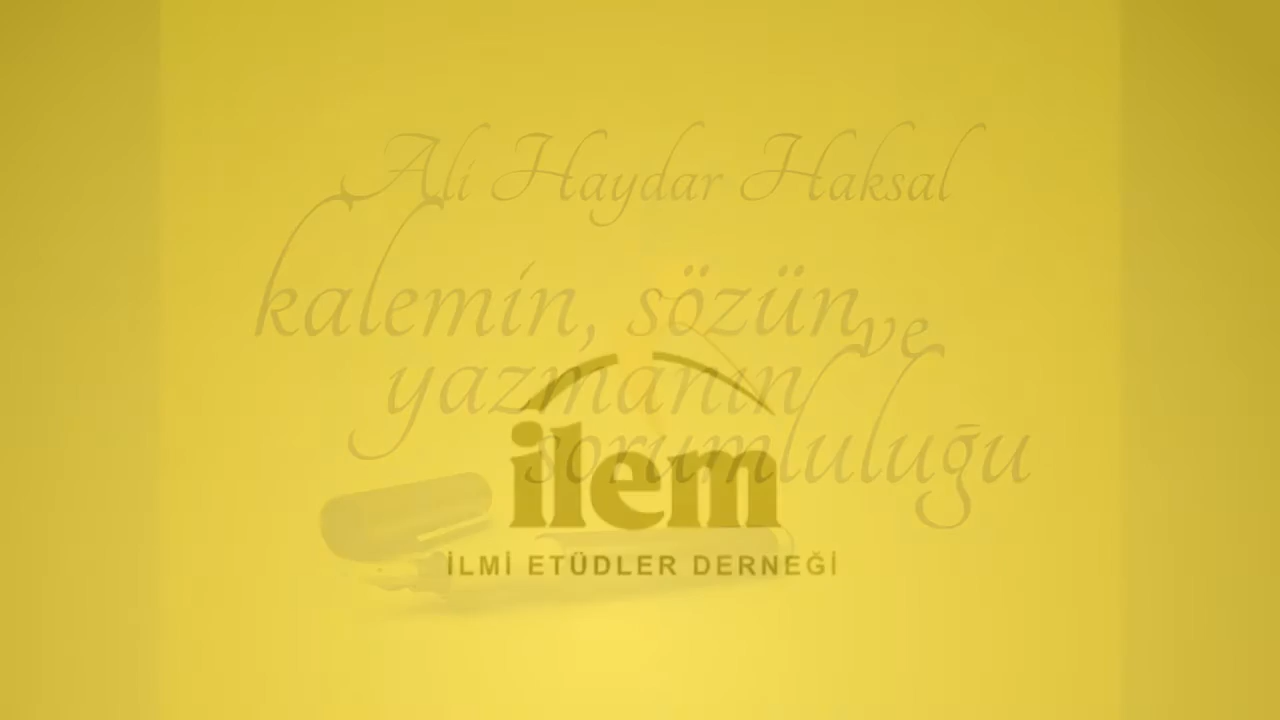 Ali Haydar Haksal
kalemin, sözün ve
yazmanın
sorumluluğu
ilem
İLMİ ETÜDLER DERNEĞİ